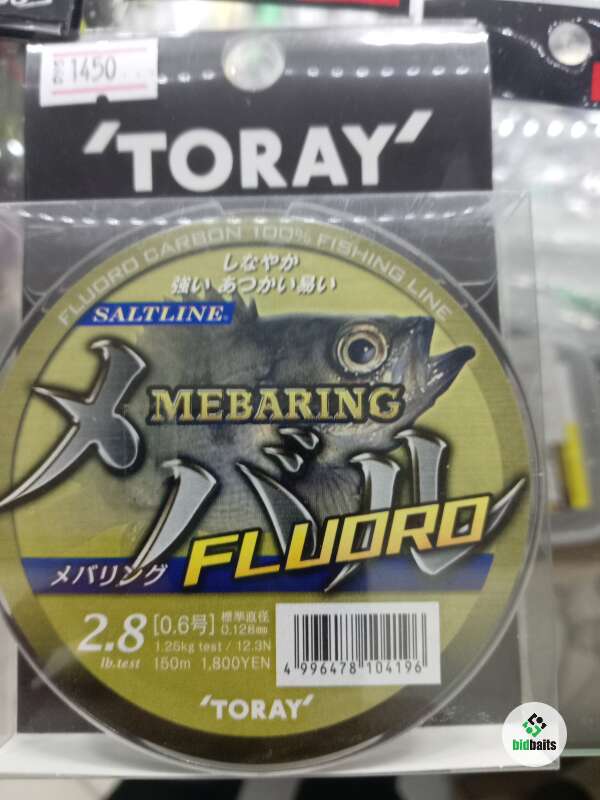 1450
'TORAY'
FLUORO CARBON 100% FISHING LINE
しなやか
強い あつかい易い
SALTLINE®
メバル
MEBARING
FLUORO
メバリング
2.8 [0.6号] 標準直径 0.128mm
lb.test 1.25kg test / 12.3N
150m 1,800YEN
4 996478 104196
'TORAY'
bidbaits